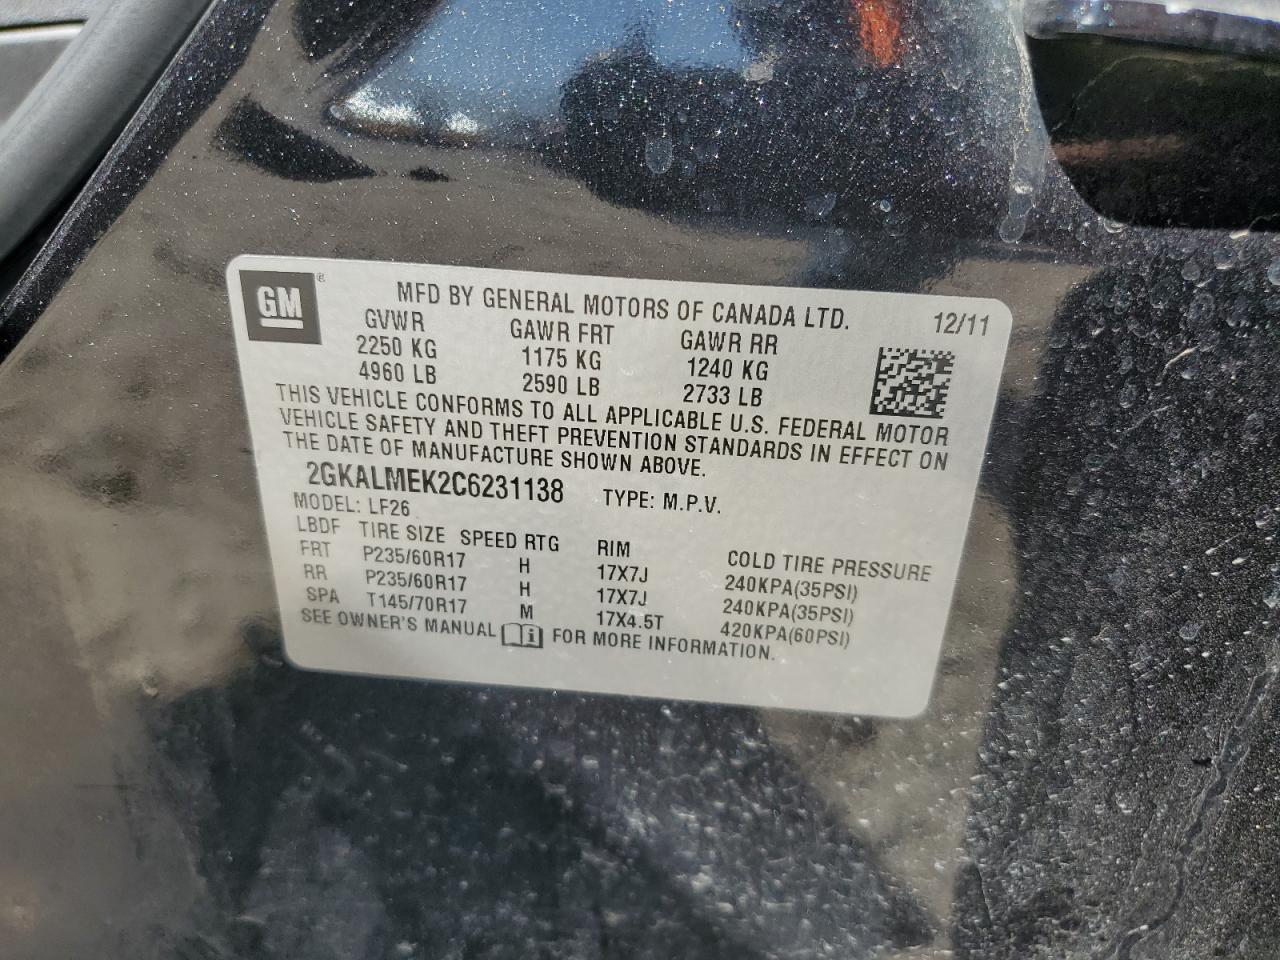 GM®
MFD BY GENERAL MOTORS OF CANADA LTD. 12/11
GVWR GAWR FRT GAWR RR
2250 KG 1175 KG 1240 KG
4960 LB 2590 LB 2733 LB
THIS VEHICLE CONFORMS TO ALL APPLICABLE U.S. FEDERAL MOTOR
VEHICLE SAFETY AND THEFT PREVENTION STANDARDS IN EFFECT ON
THE DATE OF MANUFACTURE SHOWN ABOVE.
2GKALMEK2C6231138 TYPE: M.P.V.
MODEL: LF26
LBDF TIRE SIZE SPEED RTG RIM COLD TIRE PRESSURE
FRT P235/60R17 H 17X7J 240KPA(35PSI)
RR P235/60R17 H 17X7J 240KPA(35PSI)
SPA T145/70R17 M 17X4.5T 420KPA(60PSI)
SEE OWNER'S MANUAL FOR MORE INFORMATION.